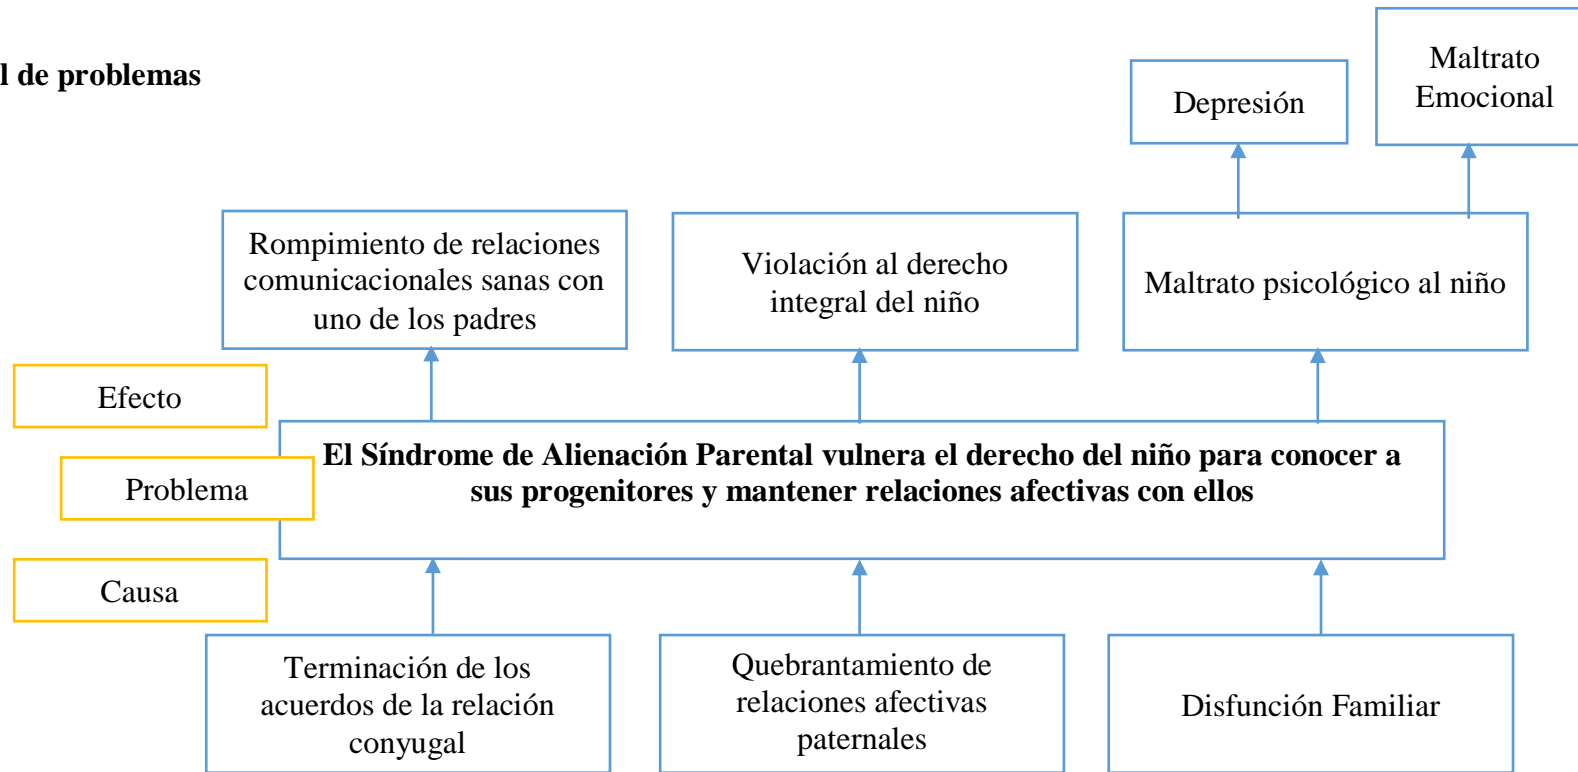 l de problemas
Maltrato
Emocional
Depresión
Rompimiento de relaciones
comunicacionales sanas con
uno de los padres
Violación al derecho
integral del niño
Maltrato psicológico al niño
Efecto
El Síndrome de Alienación Parental vulnera el derecho del niño para conocer a
sus progenitores y mantener relaciones afectivas con ellos
Problema
Causa
Terminación de los
acuerdos de la relación
conyugal
Quebrantamiento de
relaciones afectivas
paternales
Disfunción Familiar